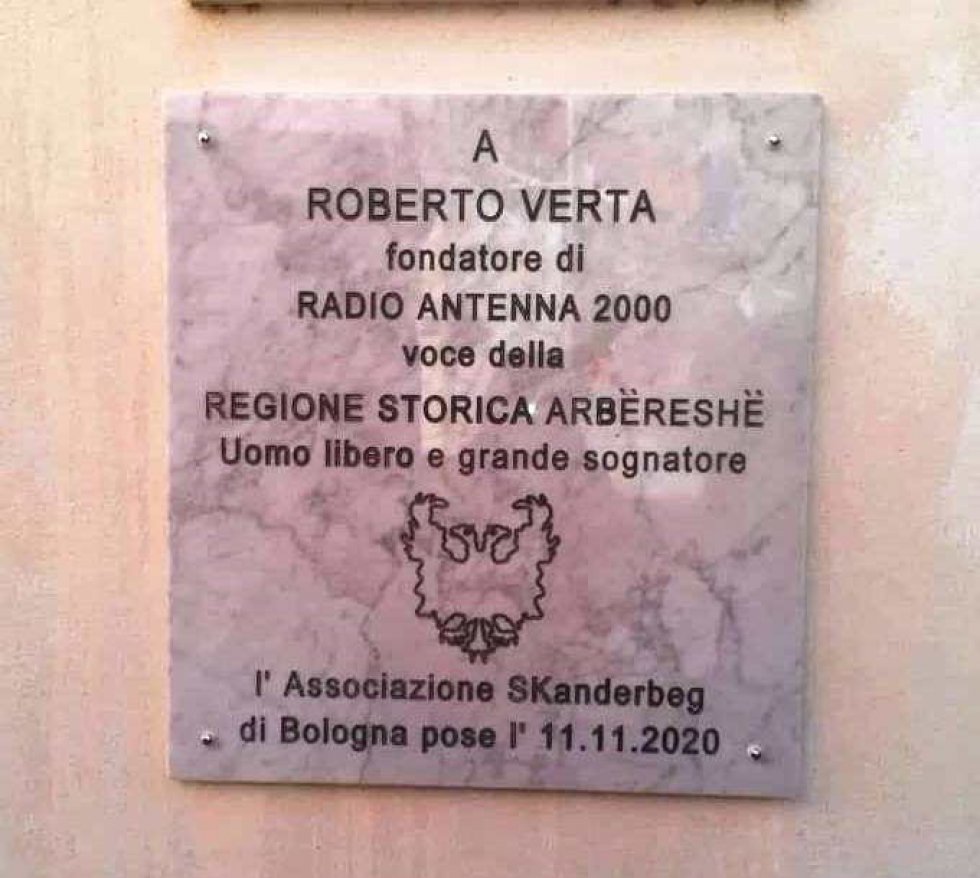 A
ROBERTO VERTA
fondatore di
RADIO ANTENNA 2000
voce della
REGIONE STORICA ARBËRESHË
Uomo libero e grande sognatore
l' Associazione SKanderbeg
di Bologna pose l' 11.11.2020